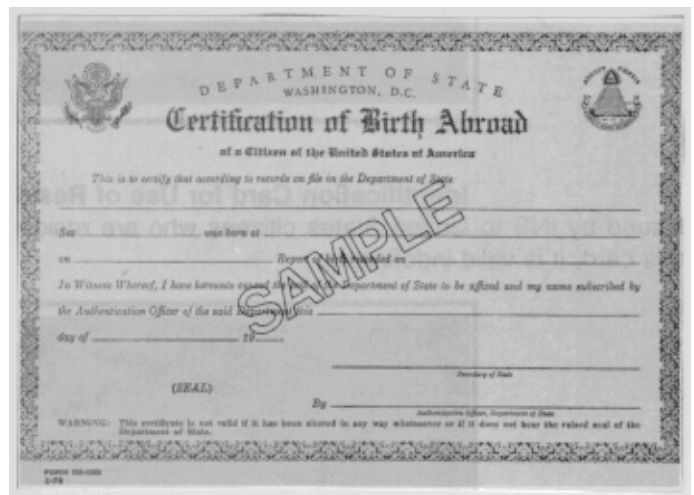 DEPARTMENT OF STATE
WASHINGTON, D.C.
Certification of Birth Abroad
of a Citizen of the United States of America
This is to certify that according to records on file in the Department of State
Sex was born at
on Report of birth recorded on
In Witness Whereof, I have hereunto caused the seal of the Department of State to be affixed and my name subscribed by
the Authentication Officer of the said Department this
day of 19
SAMPLE
Secretary of State
(SEAL)
By
Authentication Officer, Department of State
WARNING: This certificate is not valid if it has been altered in any way whatsoever or if it does not bear the raised seal of the
Department of State.
FORM
1-76